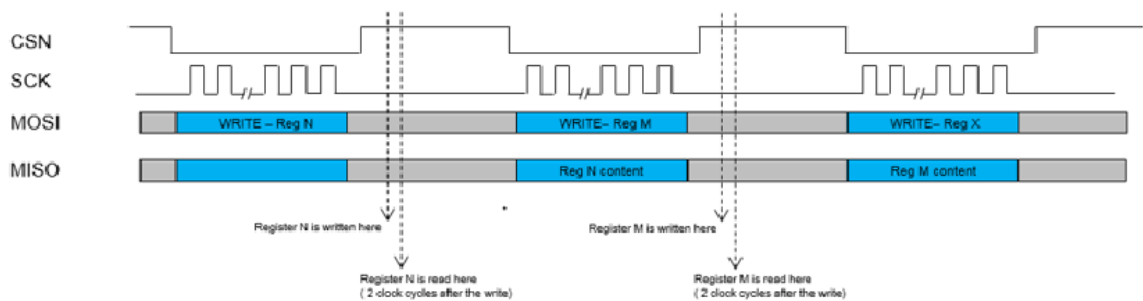 CSN
SCK
MOSI
WRITE – Reg N
WRITE– Reg M
WRITE– Reg X
MISO
Reg N content
Reg M content
Register N is written here
Register M is written here
Register N is read here
( 2 clock cycles after the write)
Register M is read here
( 2 clock cycles after the write)